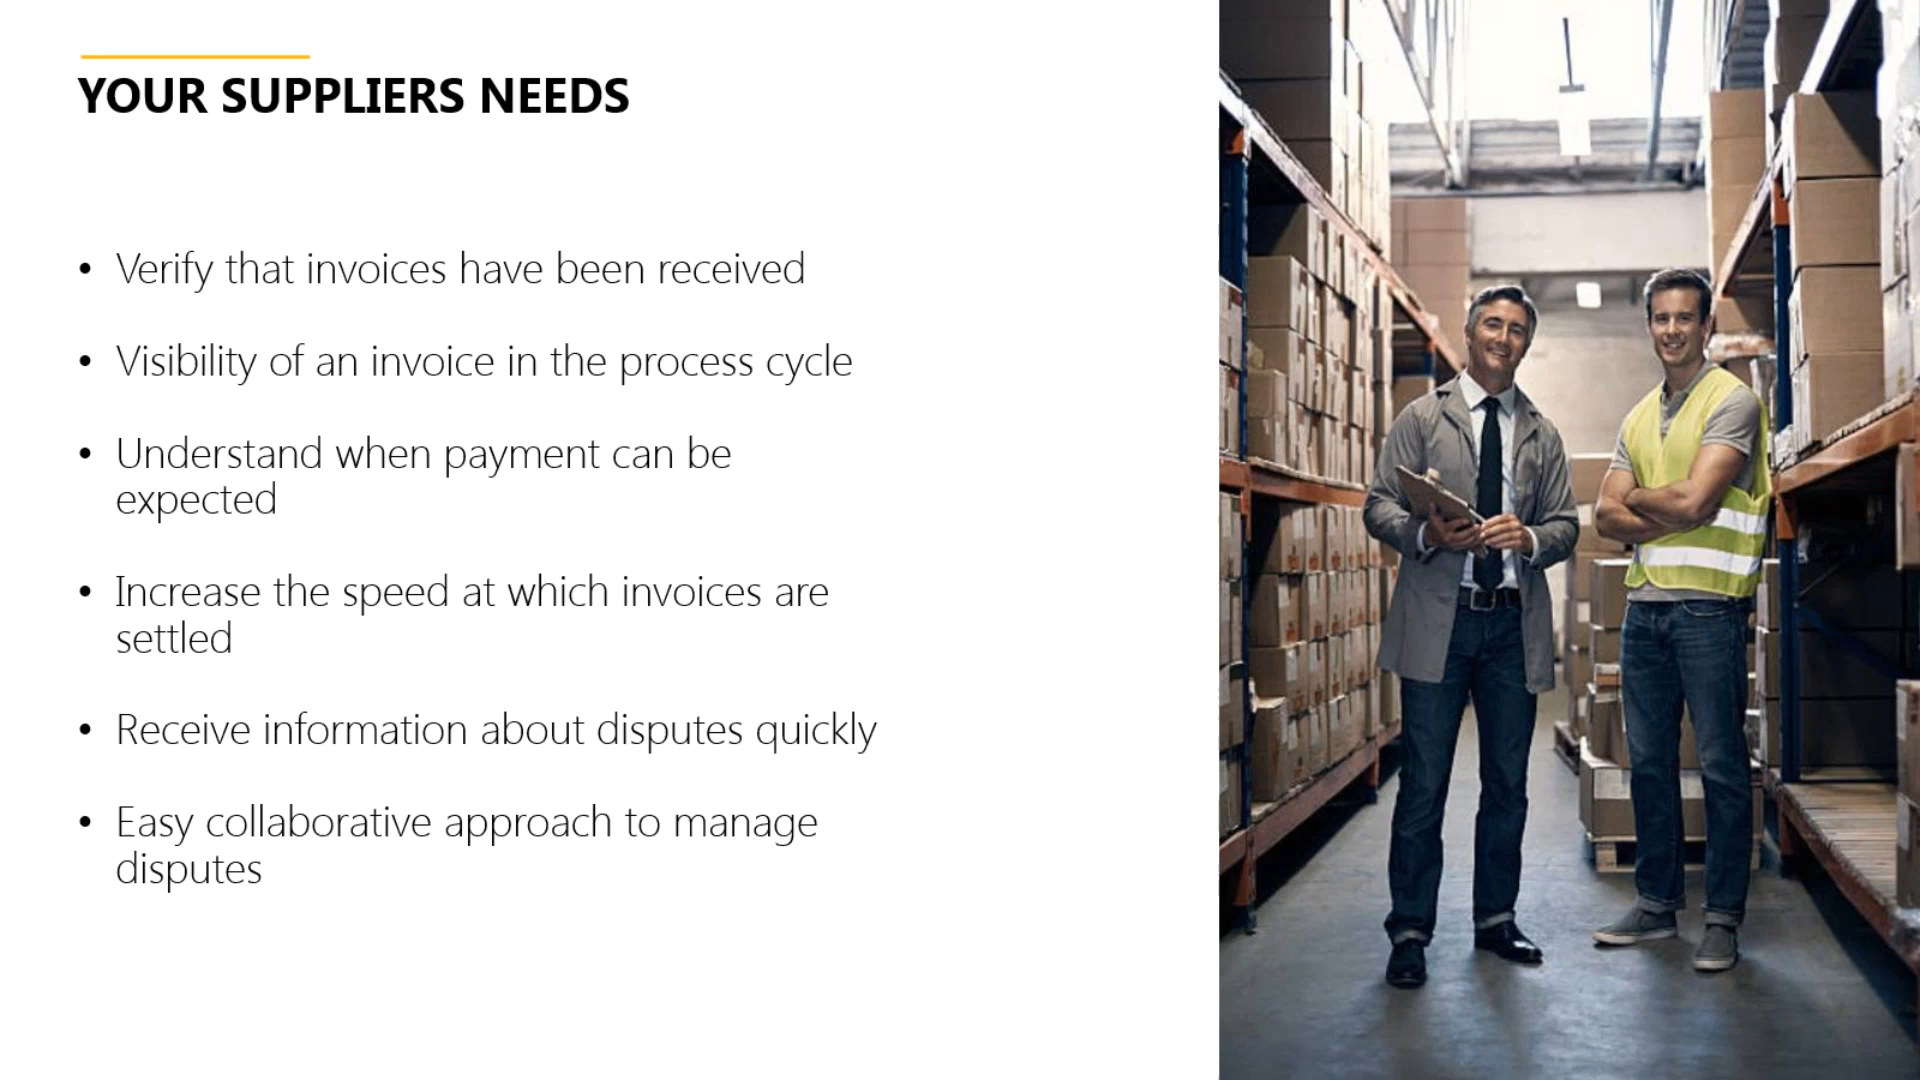 YOUR SUPPLIERS NEEDS
• Verify that invoices have been received
• Visibility of an invoice in the process cycle
• Understand when payment can be
expected
• Increase the speed at which invoices are
settled
• Receive information about disputes quickly
• Easy collaborative approach to manage
disputes